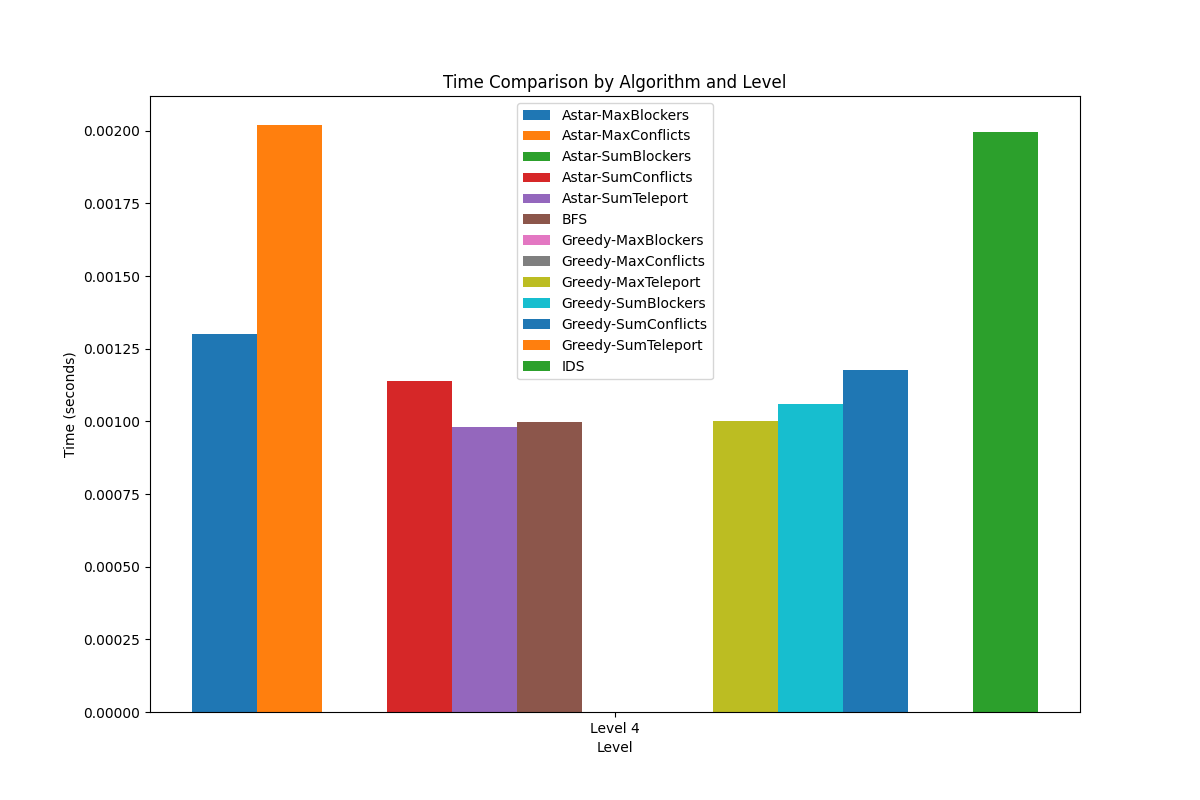 Time Comparison by Algorithm and Level
Astar-MaxBlockers
Astar-MaxConflicts
Astar-SumBlockers
Astar-SumConflicts
Astar-SumTeleport
BFS
Greedy-MaxBlockers
Greedy-MaxConflicts
Greedy-MaxTeleport
Greedy-SumBlockers
Greedy-SumConflicts
Greedy-SumTeleport
IDS
Time (seconds)
0.00200
0.00175
0.00150
0.00125
0.00100
0.00075
0.00050
0.00025
0.00000
Level 4
Level